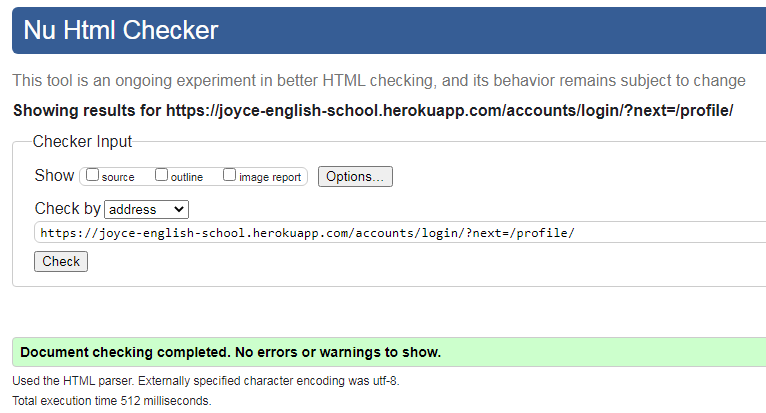 Nu Html Checker
This tool is an ongoing experiment in better HTML checking, and its behavior remains subject to change
Showing results for https://joyce-english-school.herokuapp.com/accounts/login/?next=/profile/
Checker Input
Show source outline image report Options...
Check by address
https://joyce-english-school.herokuapp.com/accounts/login/?next=/profile/
Check
Document checking completed. No errors or warnings to show.
Used the HTML parser. Externally specified character encoding was utf-8.
Total execution time 512 milliseconds.